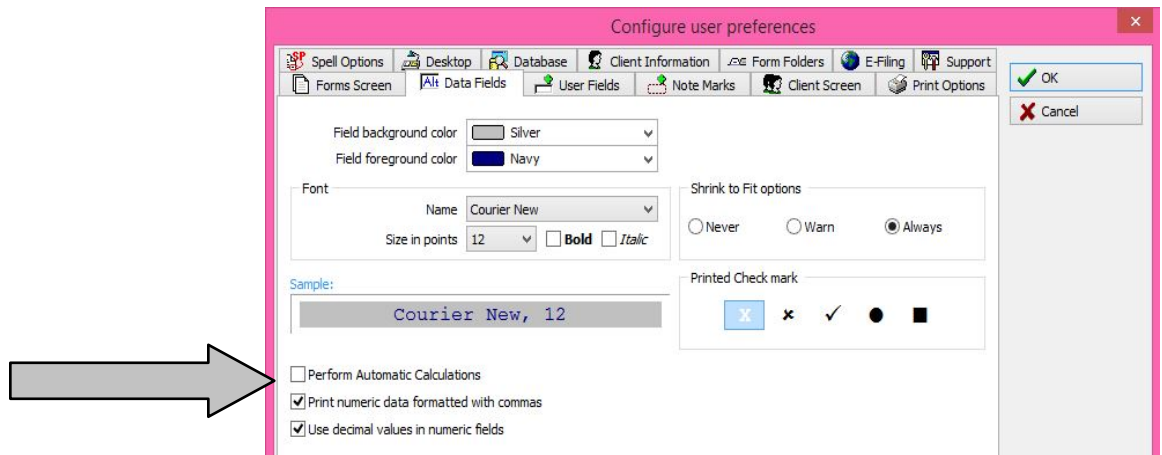 Configure user preferences
Spell Options Desktop Database Client Information Form Folders E-Filing Support
Forms Screen Data Fields User Fields Note Marks Client Screen Print Options
OK
Cancel
Field background color Silver
Field foreground color Navy
Font
Name Courier New
Size in points 12 Bold Italic
Shrink to Fit options
Never Warn Always
Sample:
Courier New, 12
Printed Check mark
Perform Automatic Calculations
Print numeric data formatted with commas
Use decimal values in numeric fields